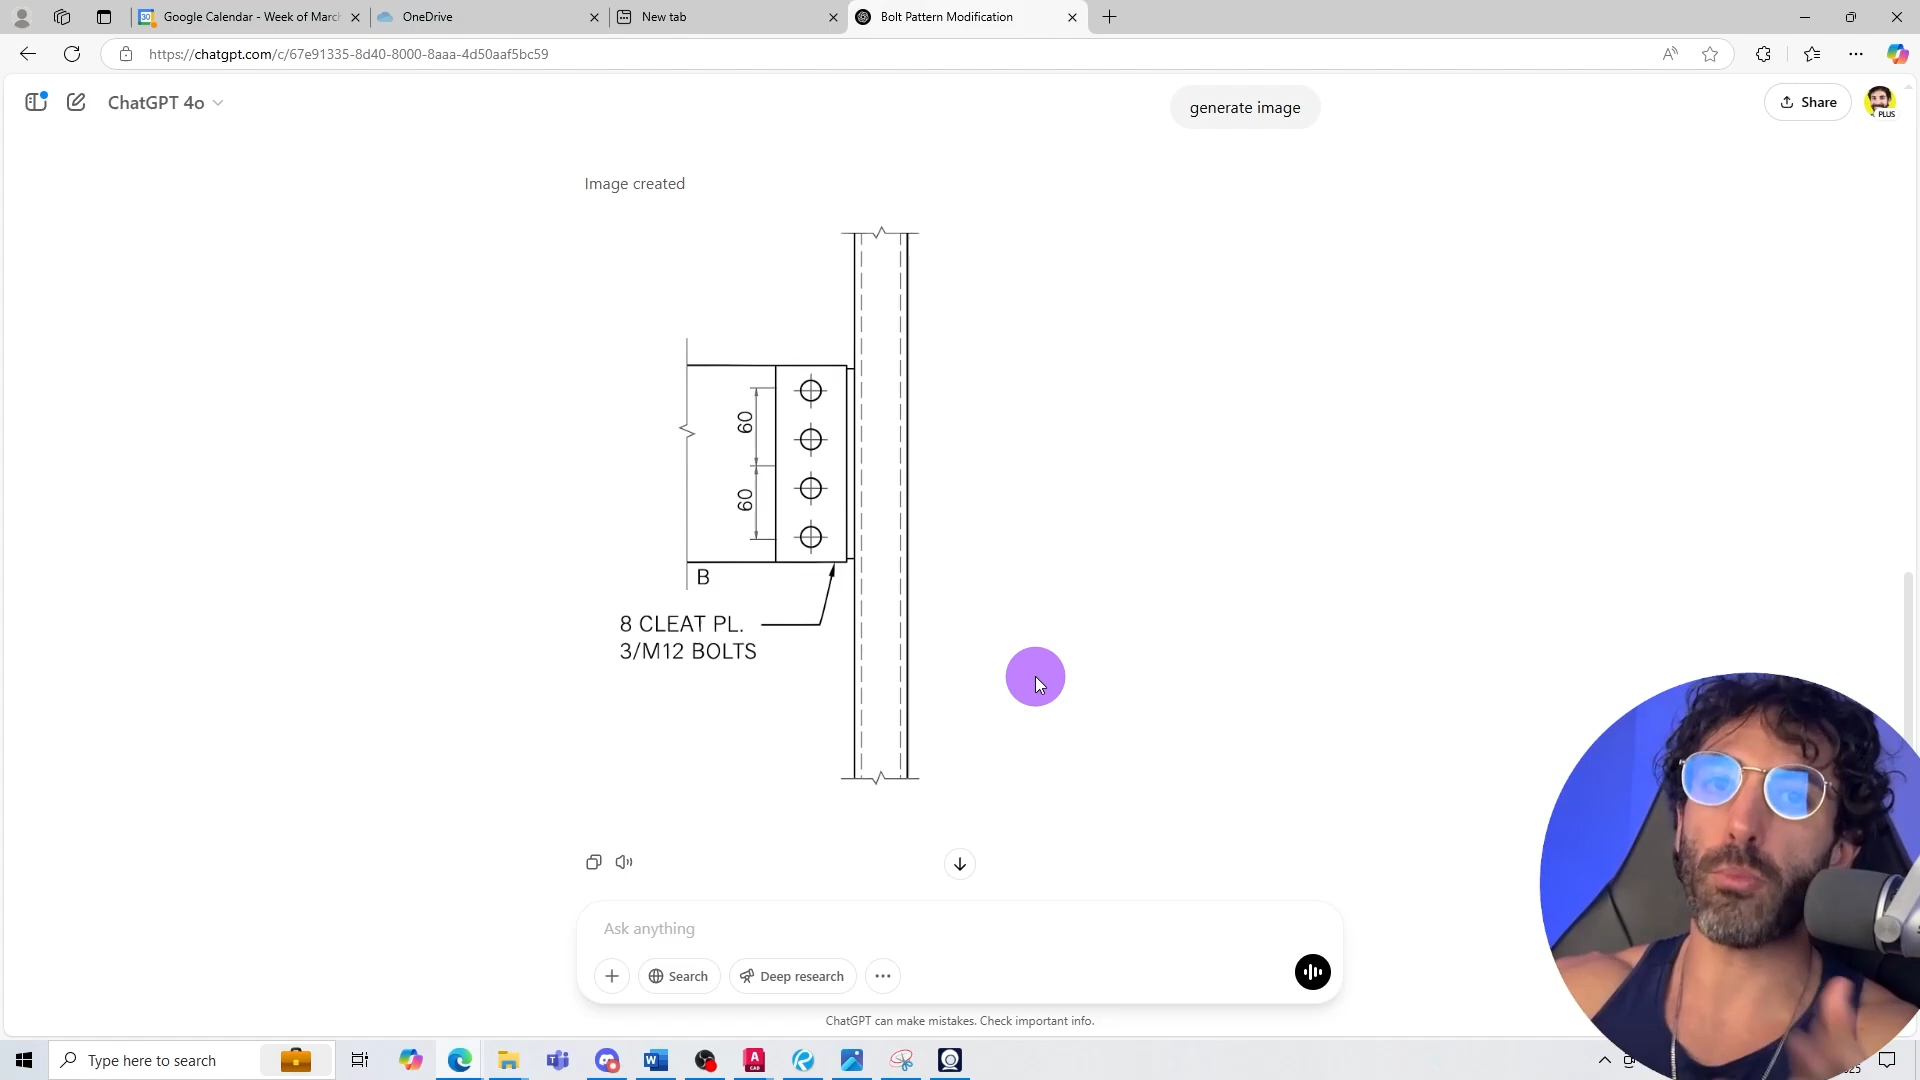 Google Calendar - Week of March
OneDrive
New tab
Bolt Pattern Modification
https://chatgpt.com/c/67e91335-8d40-8000-8aaa-4d50aaf5bc59
ChatGPT 4o
Share
PLUS
generate image
Image created
60
60
B
8 CLEAT PL.
3/M12 BOLTS
Ask anything
Search
Deep research
ChatGPT can make mistakes. Check important info.
Type here to search